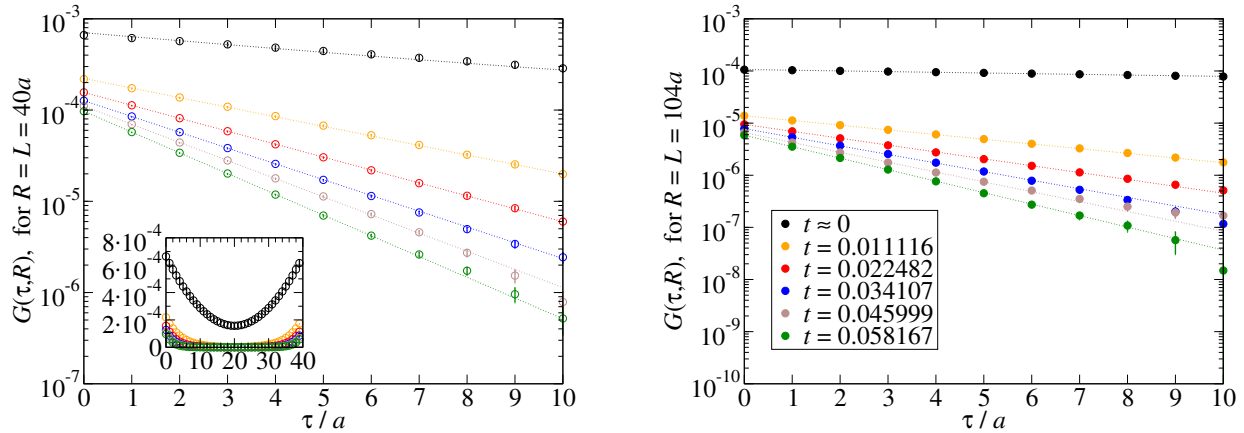 G(τ,R), for R = L = 40a
10⁻³
10⁻⁴
10⁻⁵
10⁻⁶
10⁻⁷
0 1 2 3 4 5 6 7 8 9 10
τ / a
8·10⁻⁴
6·10⁻⁴
4·10⁻⁴
2·10⁻⁴
0
0 10 20 30 40
G(τ,R), for R = L = 104a
10⁻³
10⁻⁴
10⁻⁵
10⁻⁶
10⁻⁷
10⁻⁸
10⁻⁹
10⁻¹⁰
0 1 2 3 4 5 6 7 8 9 10
τ / a
t ≈ 0
t = 0.011116
t = 0.022482
t = 0.034107
t = 0.045999
t = 0.058167